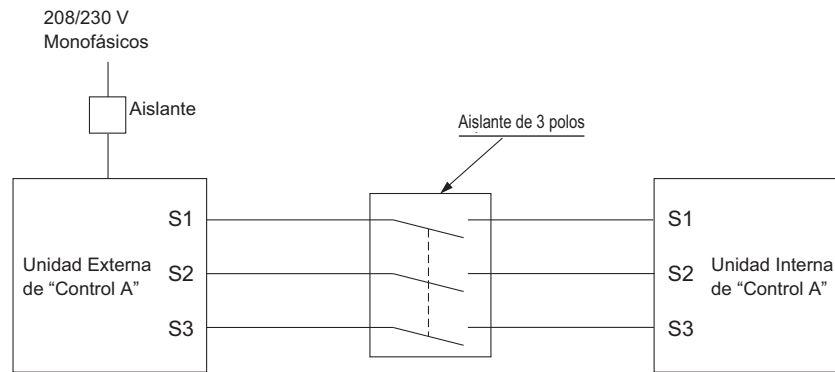 208/230 V
Monofásicos
Aislante
Aislante de 3 polos
S1
S1
Unidad Externa
de “Control A”
S2
S2
Unidad Interna
de “Control A”
S3
S3